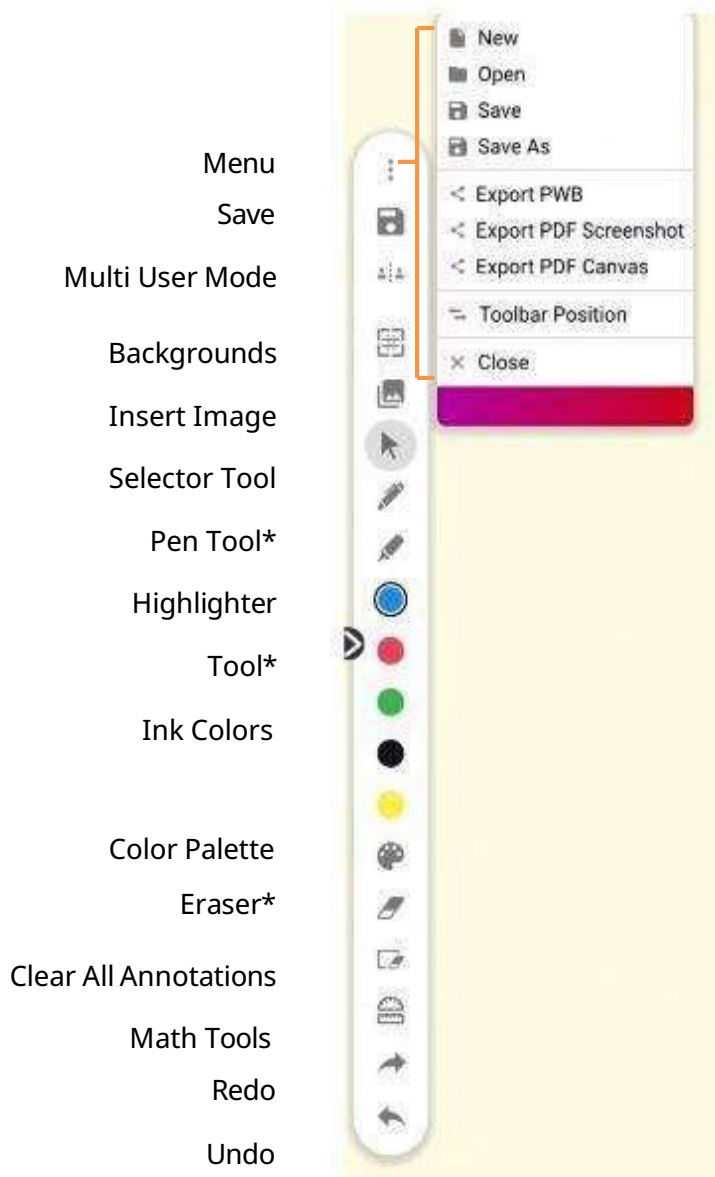 New
Open
Save
Save As
Export PWB
Export PDF Screenshot
Export PDF Canvas
Toolbar Position
Close
Menu
Save
Multi User Mode
Backgrounds
Insert Image
Selector Tool
Pen Tool*
Highlighter
Tool*
Ink Colors
Color Palette
Eraser*
Clear All Annotations
Math Tools
Redo
Undo